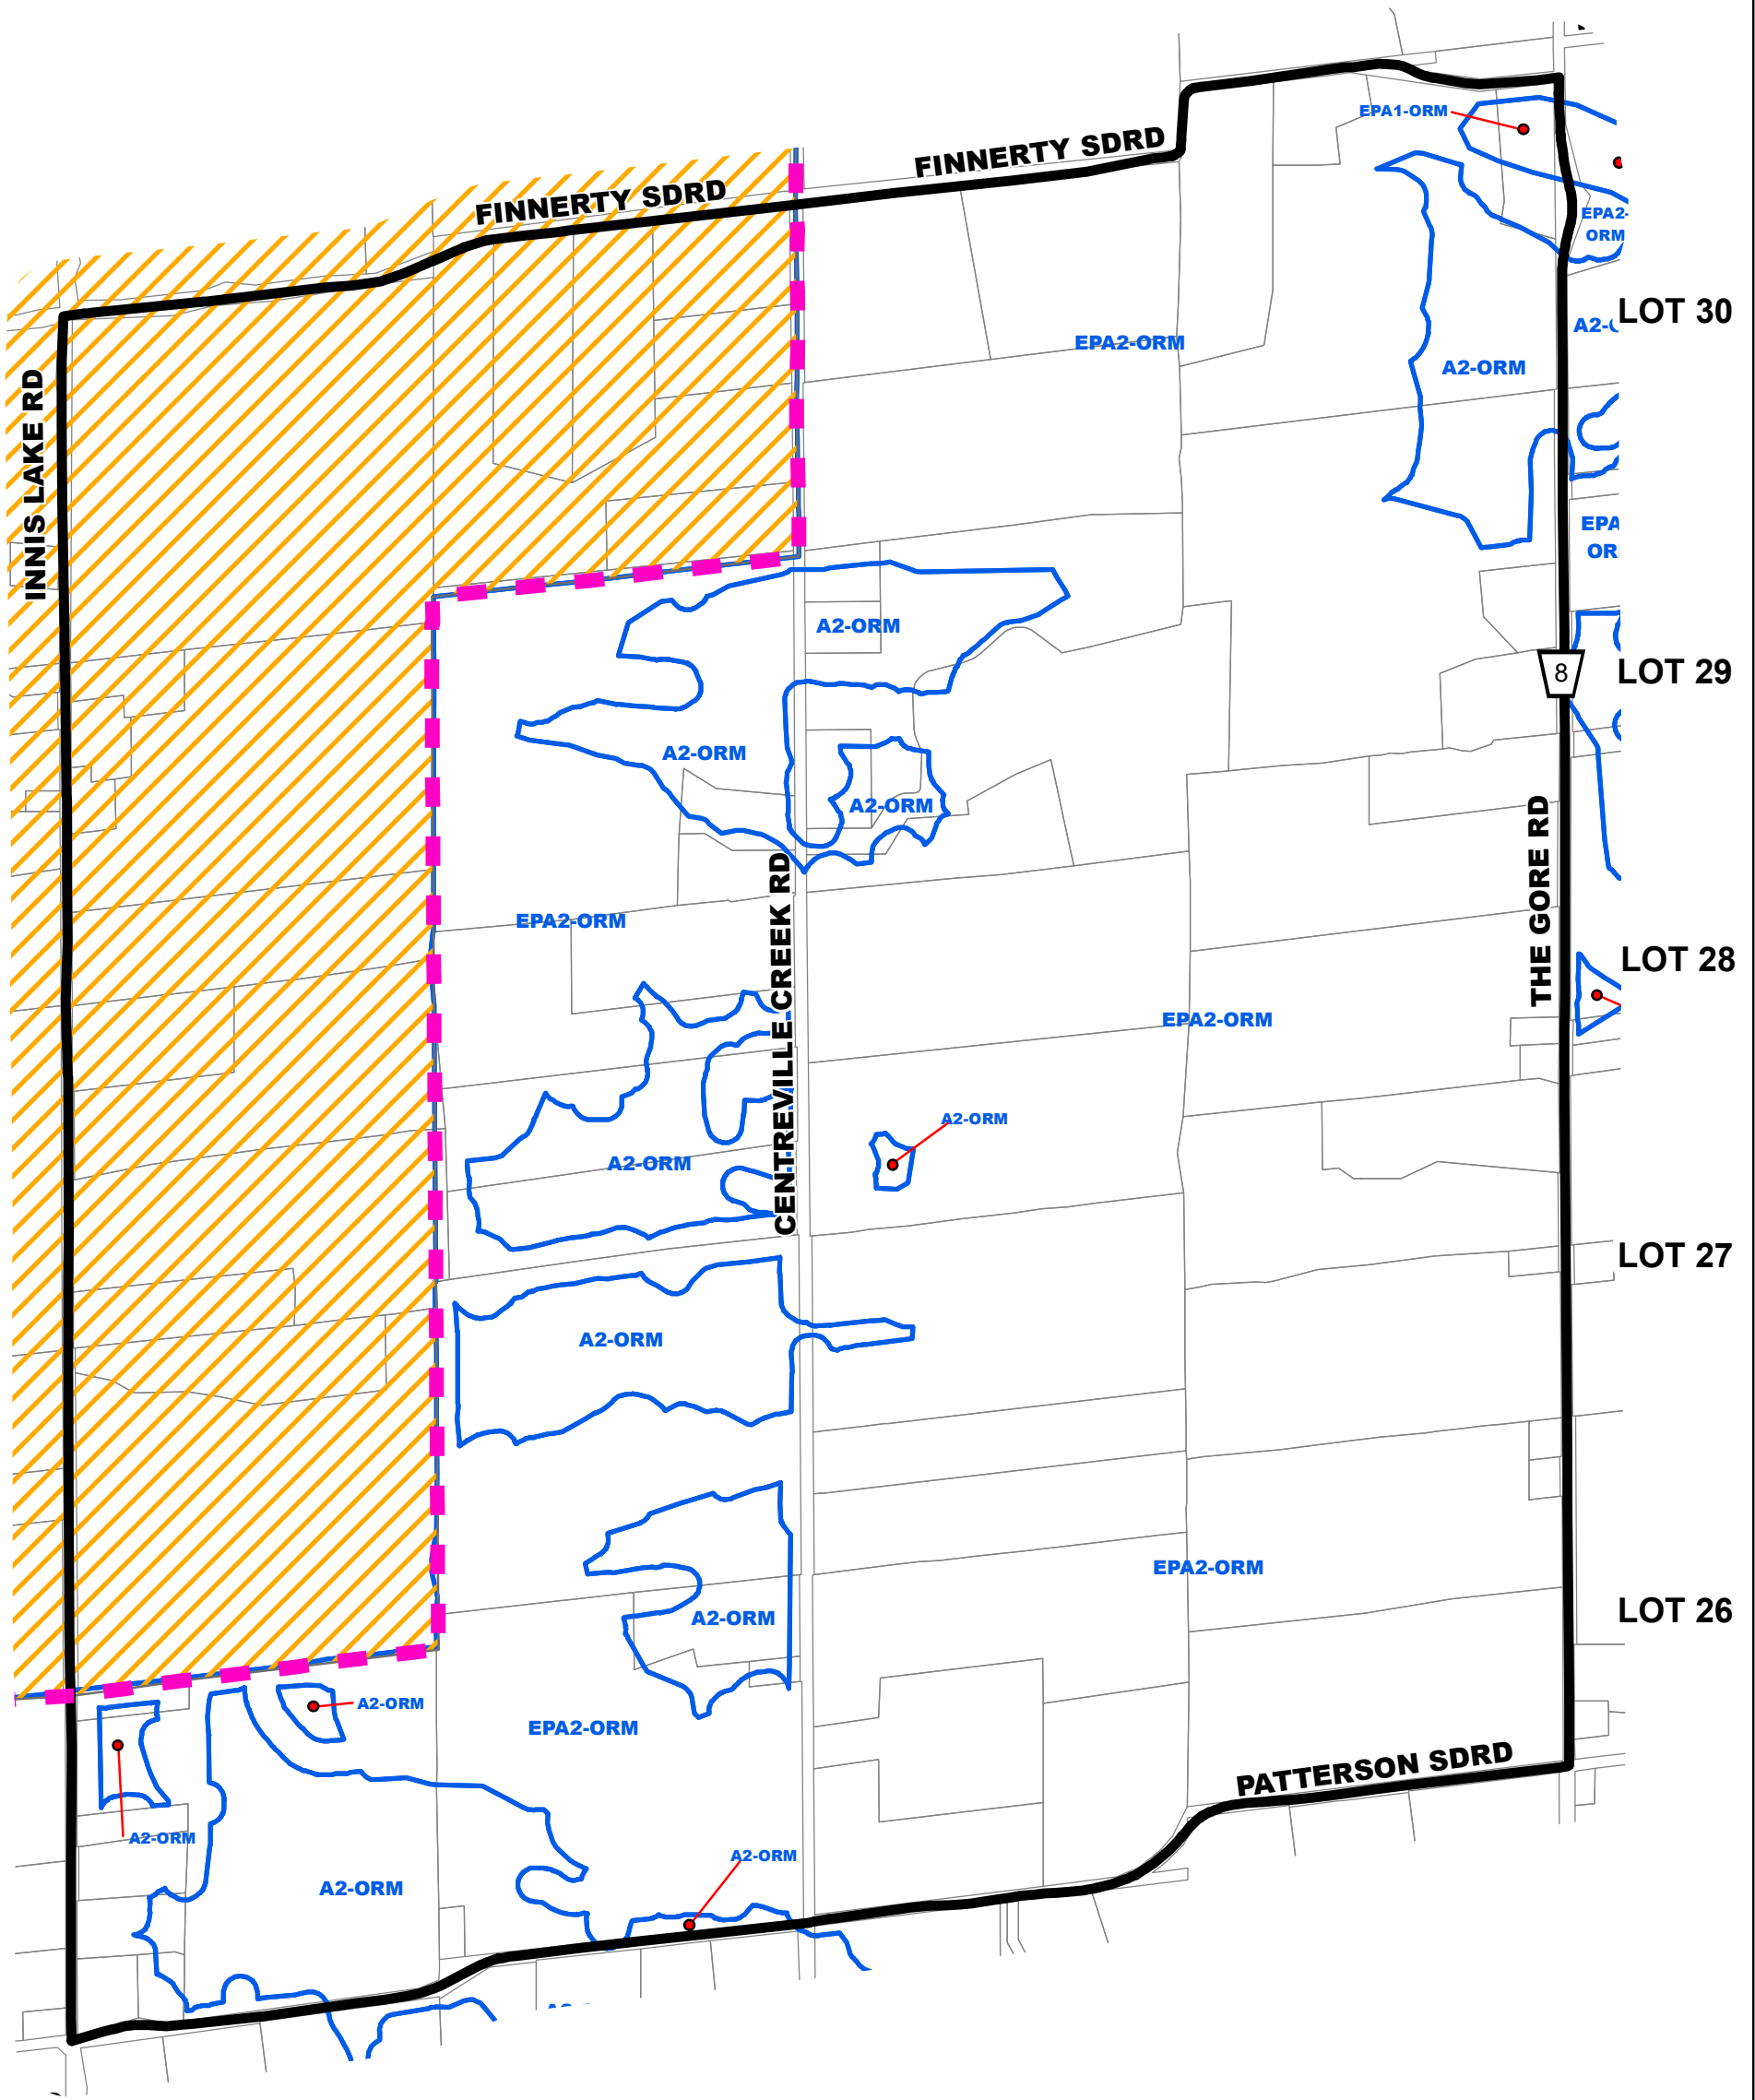 EPA1-ORM
FINNERTY SDRD
FINNERTY SDRD
EPA2-
ORM
LOT 30
A2-
EPA2-ORM
A2-ORM
INNIS LAKE RD
EPA
OR
A2-ORM
8
LOT 29
A2-ORM
A2-ORM
THE GORE RD
EPA2-ORM
CENTREVILLE CREEK RD
LOT 28
EPA2-ORM
A2-ORM
A2-ORM
LOT 27
A2-ORM
EPA2-ORM
LOT 26
A2-ORM
A2-ORM
EPA2-ORM
PATTERSON SDRD
A2-ORM
A2-ORM
A2-ORM